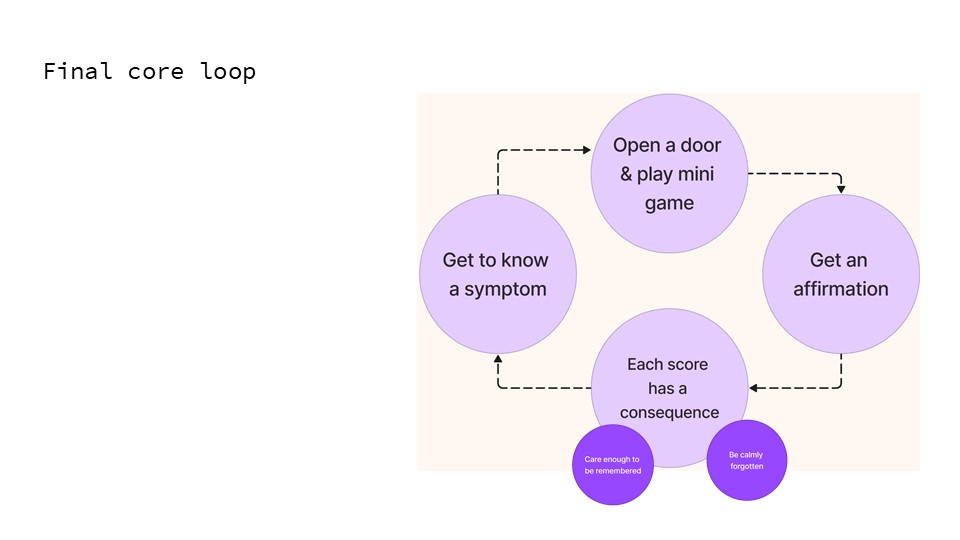 Final core loop
Open a door
& play mini
game
Get to know
a symptom
Get an
affirmation
Each score
has a
consequence
Care enough to
be remembered
Be calmly
forgotten